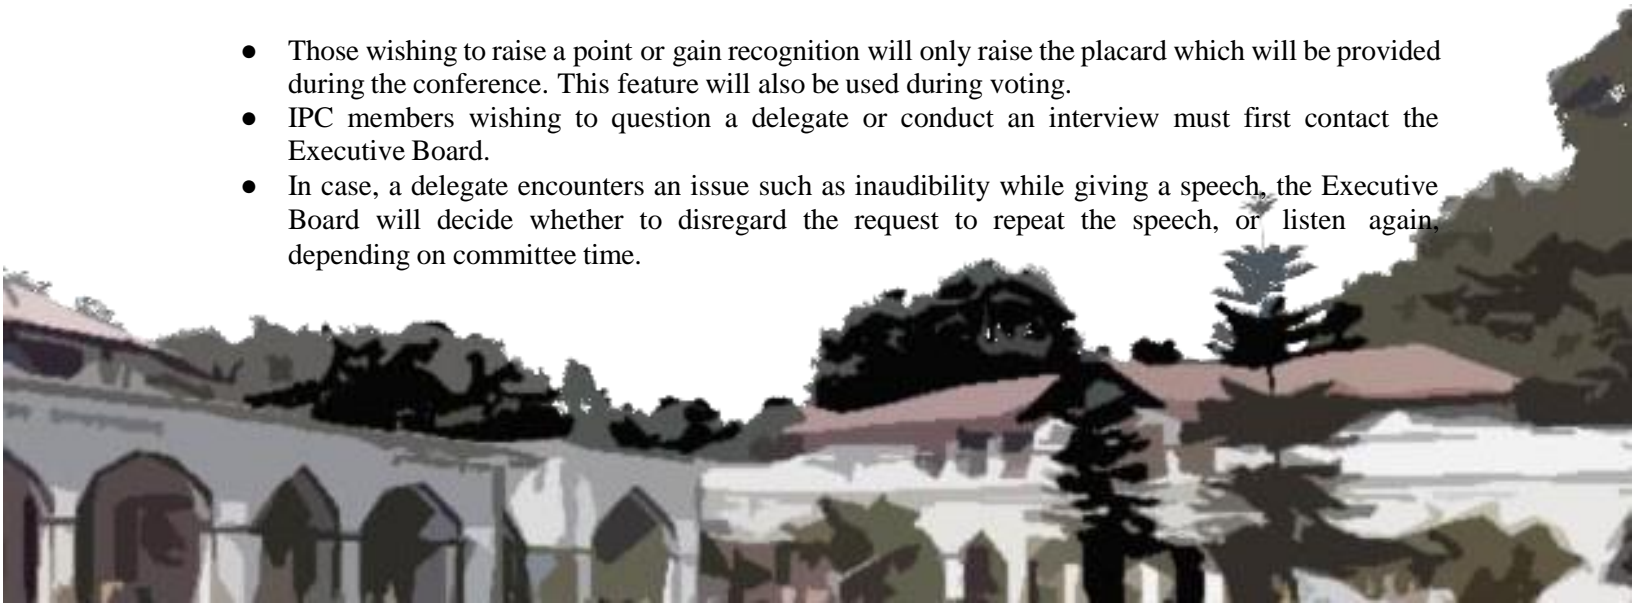 ● Those wishing to raise a point or gain recognition will only raise the placard which will be provided
during the conference. This feature will also be used during voting.
● IPC members wishing to question a delegate or conduct an interview must first contact the
Executive Board.
● In case, a delegate encounters an issue such as inaudibility while giving a speech, the Executive
Board will decide whether to disregard the request to repeat the speech, or listen again,
depending on committee time.